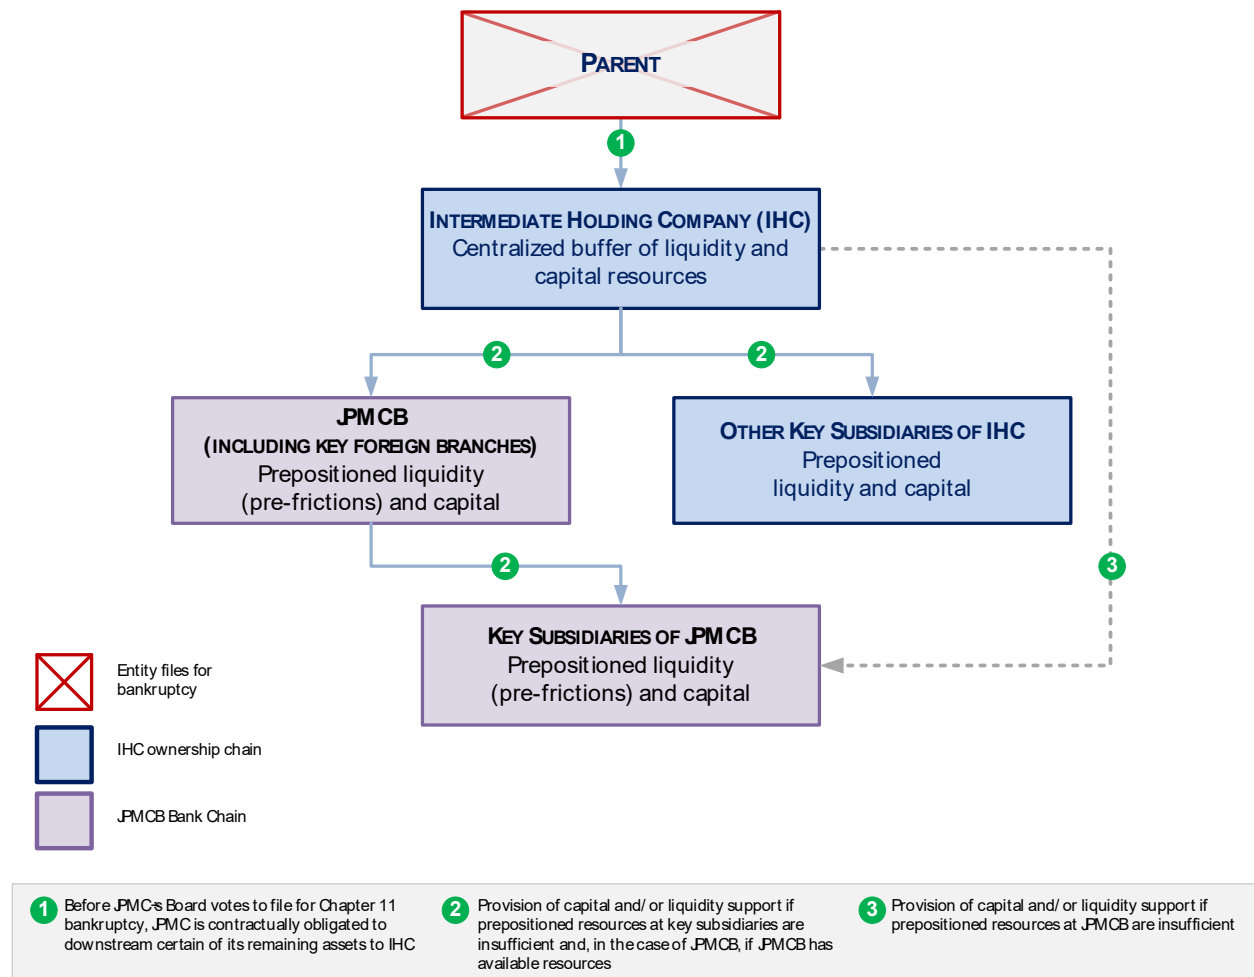 PARENT
1
INTERMEDIATE HOLDING COMPANY (IHC)
Centralized buffer of liquidity and
capital resources
2
2
JPMCB
(INCLUDING KEY FOREIGN BRANCHES)
Prepositioned liquidity
(pre-frictions) and capital
OTHER KEY SUBSIDIARIES OF IHC
Prepositioned
liquidity and capital
2
3
KEY SUBSIDIARIES OF JPMCB
Prepositioned liquidity
(pre-frictions) and capital
Entity files for
bankruptcy
IHC ownership chain
JPMCB Bank Chain
1
Before JPMC's Board votes to file for Chapter 11
bankruptcy, JPMC is contractually obligated to
downstream certain of its remaining assets to IHC
2
Provision of capital and/ or liquidity support if
prepositioned resources at key subsidiaries are
insufficient and, in the case of JPMCB, if JPMCB has
available resources
3
Provision of capital and/ or liquidity support if
prepositioned resources at JPMCB are insufficient